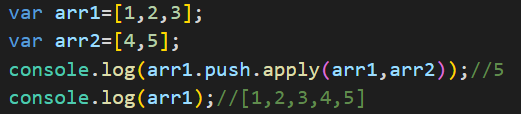 var arr1=[1,2,3];
var arr2=[4,5];
console.log(arr1.push.apply(arr1,arr2));//5
console.log(arr1);//[1,2,3,4,5]